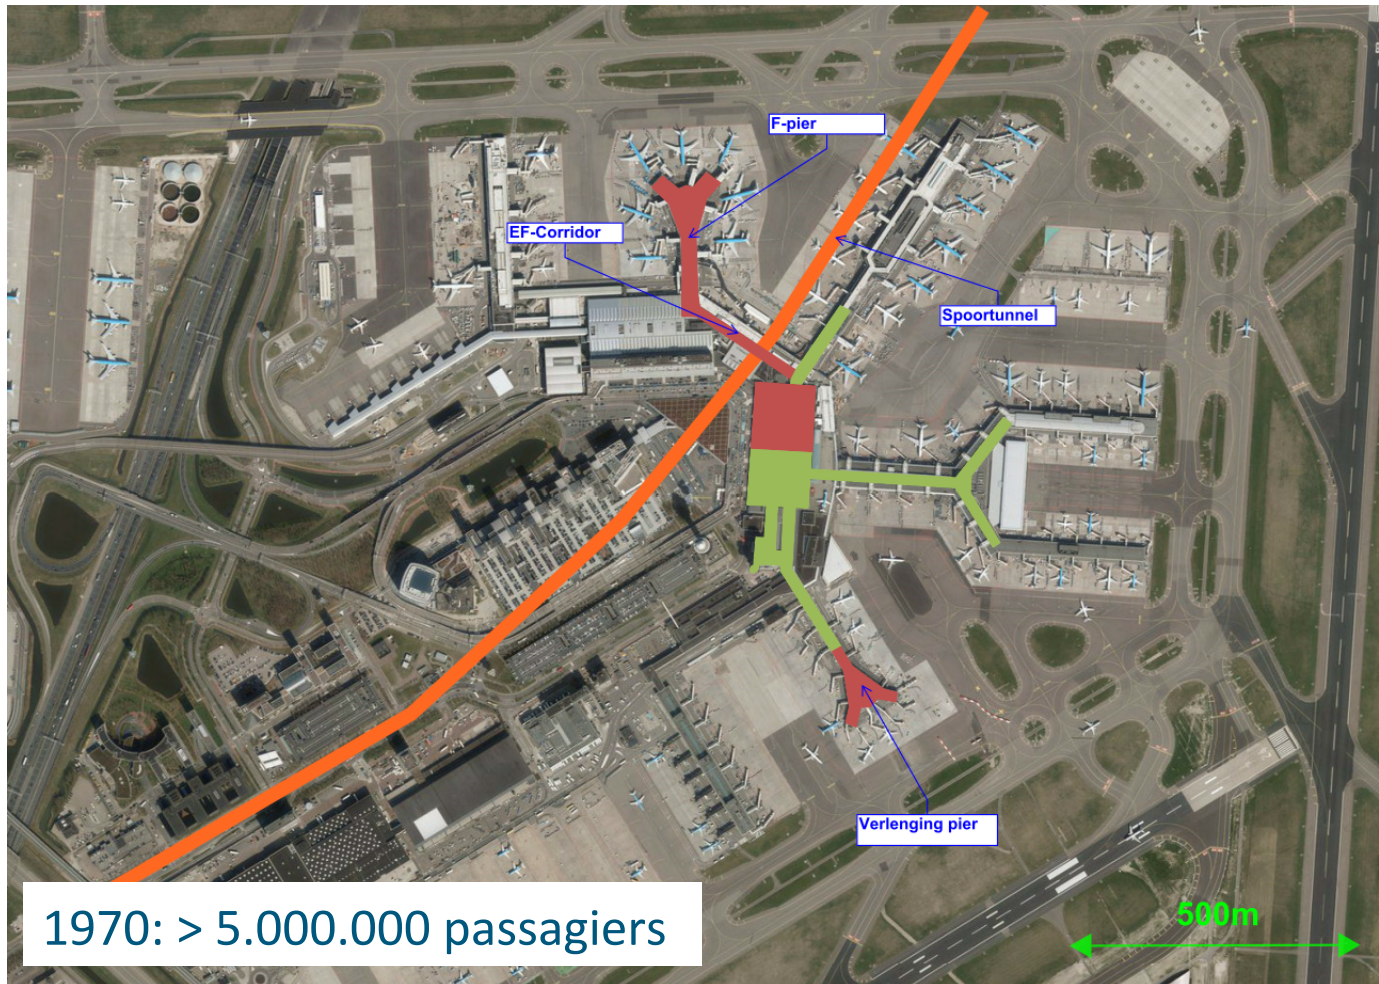 F-pier
EF-Corridor
Spoortunnel
Verlenging pier
500m
1970: > 5.000.000 passagiers